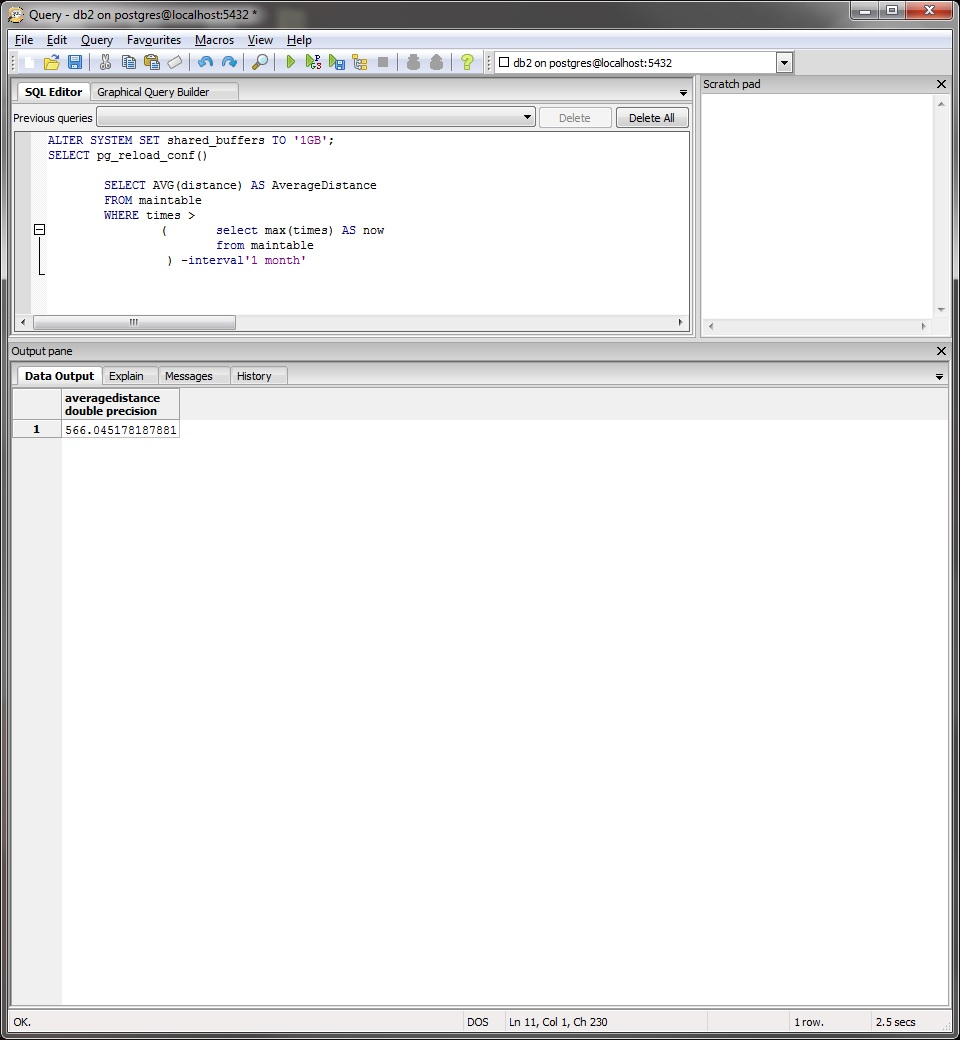 Query - db2 on postgres@localhost:5432 *
File Edit Query Favourites Macros View Help
db2 on postgres@localhost:5432
SQL Editor Graphical Query Builder
Previous queries Delete Delete All
ALTER SYSTEM SET shared_buffers TO '1GB';
SELECT pg_reload_conf()
SELECT AVG(distance) AS AverageDistance
FROM maintable
WHERE times >
( select max(times) AS now
from maintable
) -interval'1 month'
Scratch pad
Output pane
Data Output Explain Messages History
averagedistance
double precision
1 566.045178187881
OK. DOS Ln 11, Col 1, Ch 230 1 row. 2.5 secs